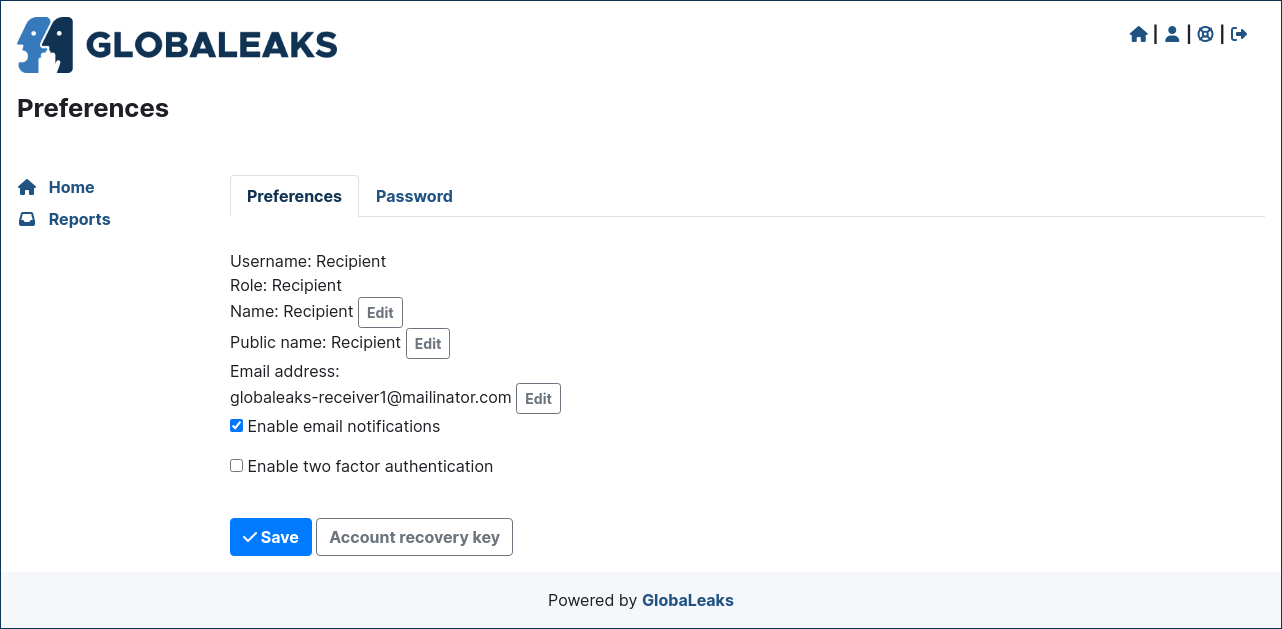 GLOBALEAKS
| | |
Preferences
Home
Reports
Preferences Password
Username: Recipient
Role: Recipient
Name: Recipient Edit
Public name: Recipient Edit
Email address:
globaleaks-receiver1@mailinator.com Edit
Enable email notifications
Enable two factor authentication
Save Account recovery key
Powered by GlobaLeaks